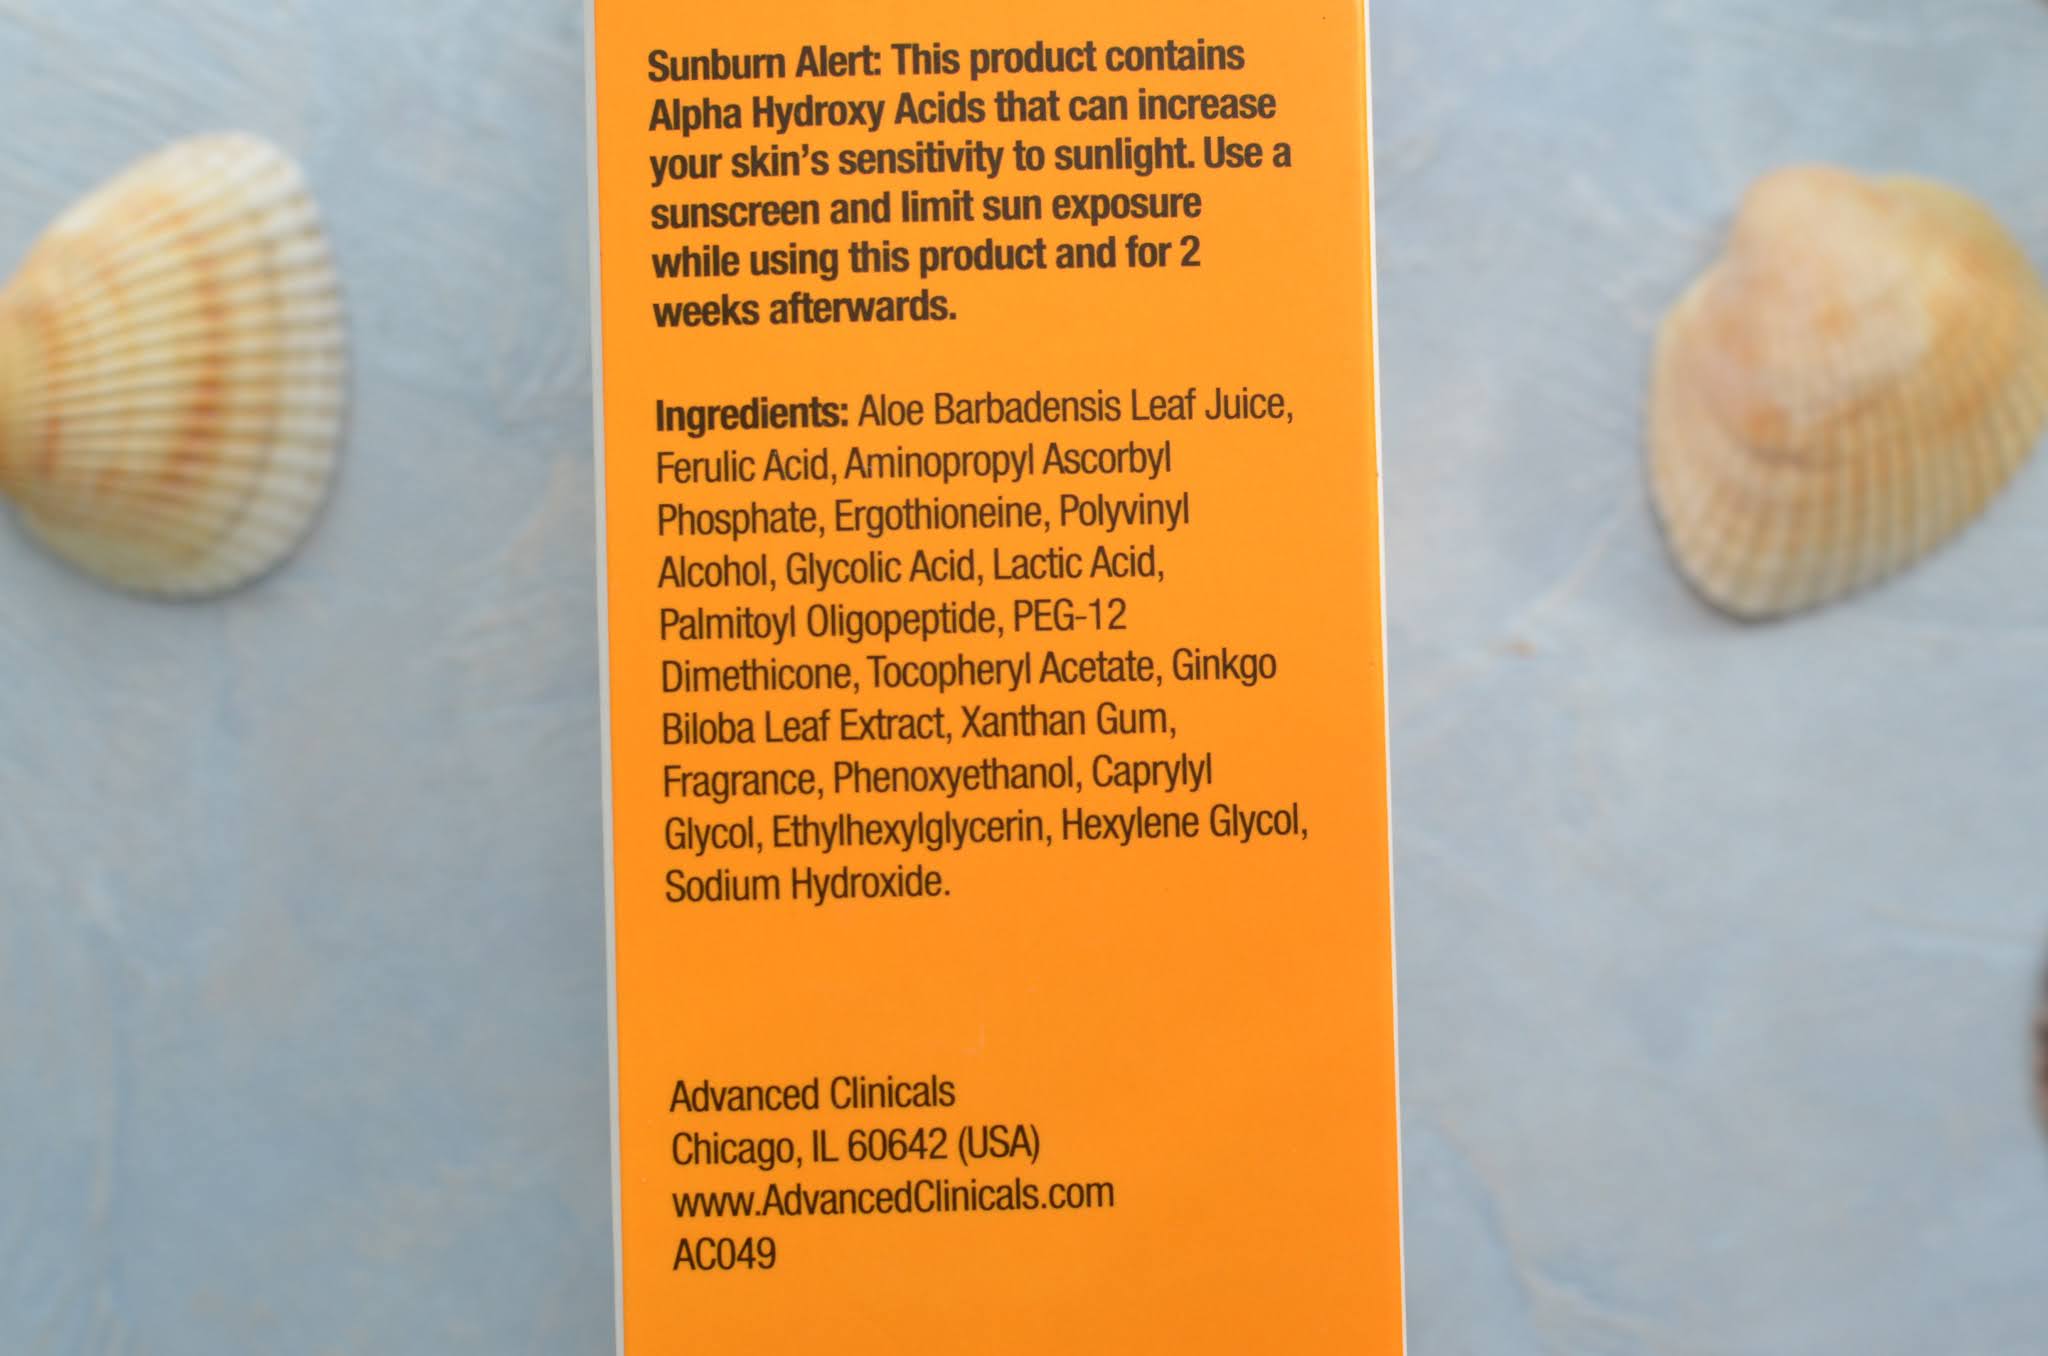 Sunburn Alert: This product contains
Alpha Hydroxy Acids that can increase
your skin's sensitivity to sunlight. Use a
sunscreen and limit sun exposure
while using this product and for 2
weeks afterwards.
Ingredients: Aloe Barbadensis Leaf Juice,
Ferulic Acid, Aminopropyl Ascorbyl
Phosphate, Ergothioneine, Polyvinyl
Alcohol, Glycolic Acid, Lactic Acid,
Palmitoyl Oligopeptide, PEG-12
Dimethicone, Tocopheryl Acetate, Ginkgo
Biloba Leaf Extract, Xanthan Gum,
Fragrance, Phenoxyethanol, Caprylyl
Glycol, Ethylhexylglycerin, Hexylene Glycol,
Sodium Hydroxide.
Advanced Clinicals
Chicago, IL 60642 (USA)
www.AdvancedClinicals.com
AC049